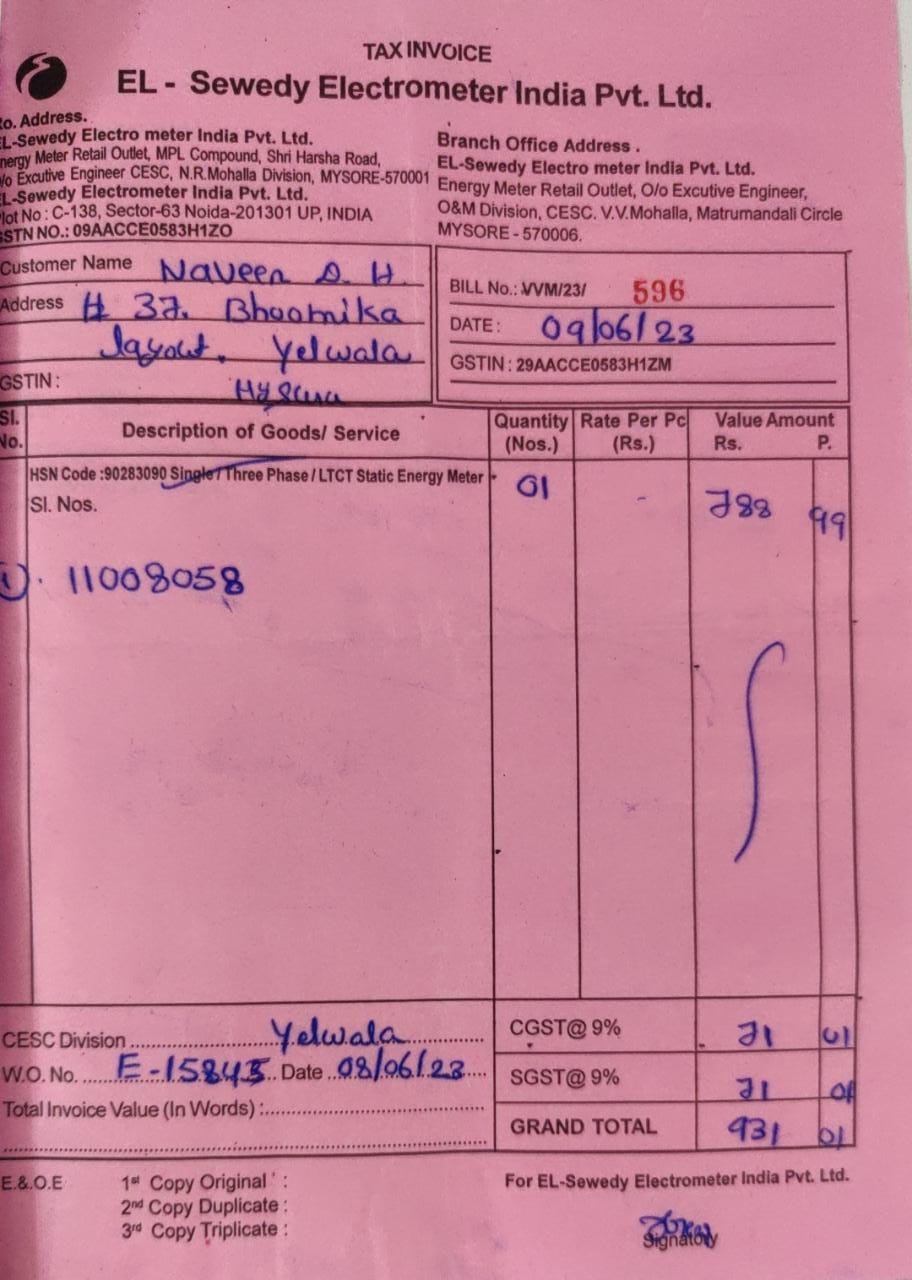 TAX INVOICE
EL - Sewedy Electrometer India Pvt. Ltd.
o. Address.
L-Sewedy Electro meter India Pvt. Ltd.
nergy Meter Retail Outlet, MPL Compound, Shri Harsha Road,
/o Excutive Engineer CESC, N.R.Mohalla Division, MYSORE-570001
L-Sewedy Electrometer India Pvt. Ltd.
lot No : C-138, Sector-63 Noida-201301 UP, INDIA
STN NO.: 09AACCE0583H1ZO
Branch Office Address .
EL-Sewedy Electro meter India Pvt. Ltd.
Energy Meter Retail Outlet, O/o Excutive Engineer,
O&M Division, CESC. V.V.Mohalla, Matrumandali Circle
MYSORE - 570006.
Customer Name Naveen D. H.
Address # 37. Bhoomika
layout. Yelwala
GSTIN : Mysuru
BILL No.: VVM/23/ 596
DATE : 09/06/23
GSTIN : 29AACCE0583H1ZM
Sl. No. Description of Goods/ Service Quantity (Nos.) Rate Per Pc (Rs.) Value Amount Rs. P.
HSN Code :90283090 Single / Three Phase / LTCT Static Energy Meter 01 - 788 99
Sl. Nos.
1. 11008058
CESC Division Yelwala
W.O. No. E-15845 Date 08/06/23
Total Invoice Value (In Words) :
CGST@ 9% 71 01
SGST@ 9% 71 01
GRAND TOTAL 931 01
E.&.O.E
1st Copy Original :
2nd Copy Duplicate :
3rd Copy Triplicate :
For EL-Sewedy Electrometer India Pvt. Ltd.
Signatory